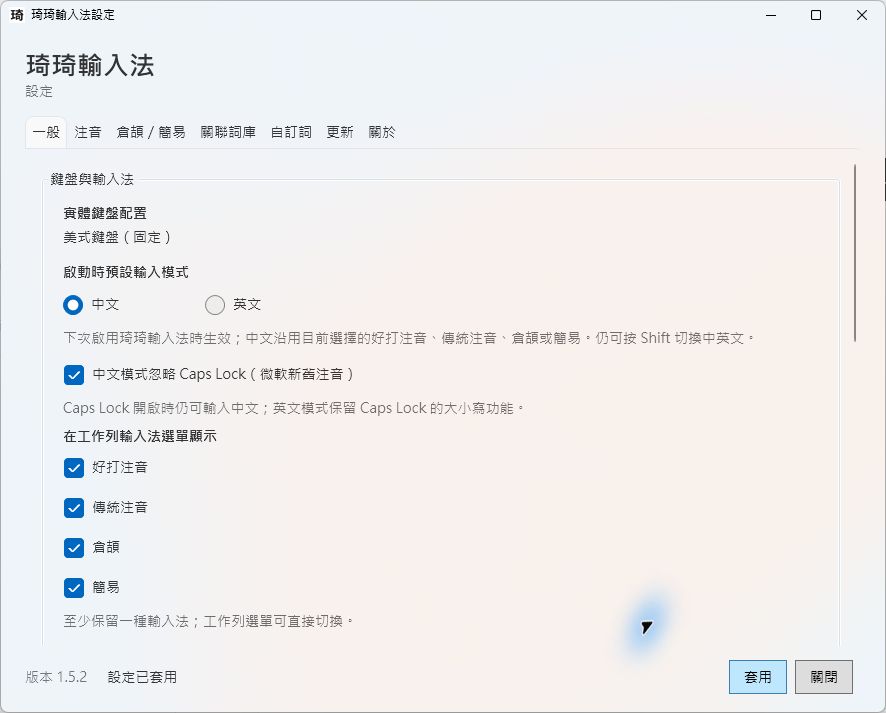 琦 琦琦輸入法設定
琦琦輸入法
設定
一般 注音 倉頡 / 簡易 關聯詞庫 自訂詞 更新 關於
鍵盤與輸入法
實體鍵盤配置
美式鍵盤（固定）
啟動時預設輸入模式
中文 英文
下次啟用琦琦輸入法時生效；中文沿用目前選擇的好打注音、傳統注音、倉頡或簡易。仍可按 Shift 切換中英文。
中文模式忽略 Caps Lock（微軟新舊注音）
Caps Lock 開啟時仍可輸入中文；英文模式保留 Caps Lock 的大小寫功能。
在工作列輸入法選單顯示
好打注音
傳統注音
倉頡
簡易
至少保留一種輸入法；工作列選單可直接切換。
版本 1.5.2 設定已套用 套用 關閉